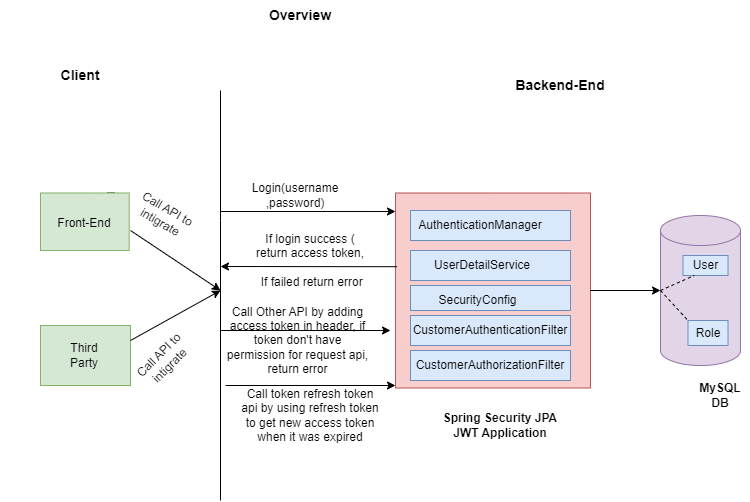 Overview
Client
Backend-End
Front-End
Call API to
intigrate
Third
Party
Call API to
intigrate
Login(username
,password)
If login success (
return access token,
If failed return error
Call Other API by adding
access token in header, if
token don't have
permission for request api,
return error
Call token refresh token
api by using refresh token
to get new access token
when it was expired
AuthenticationManager
UserDetailService
SecurityConfig
CustomerAuthenticationFilter
CustomerAuthorizationFilter
Spring Security JPA
JWT Application
User
Role
MySQL
DB